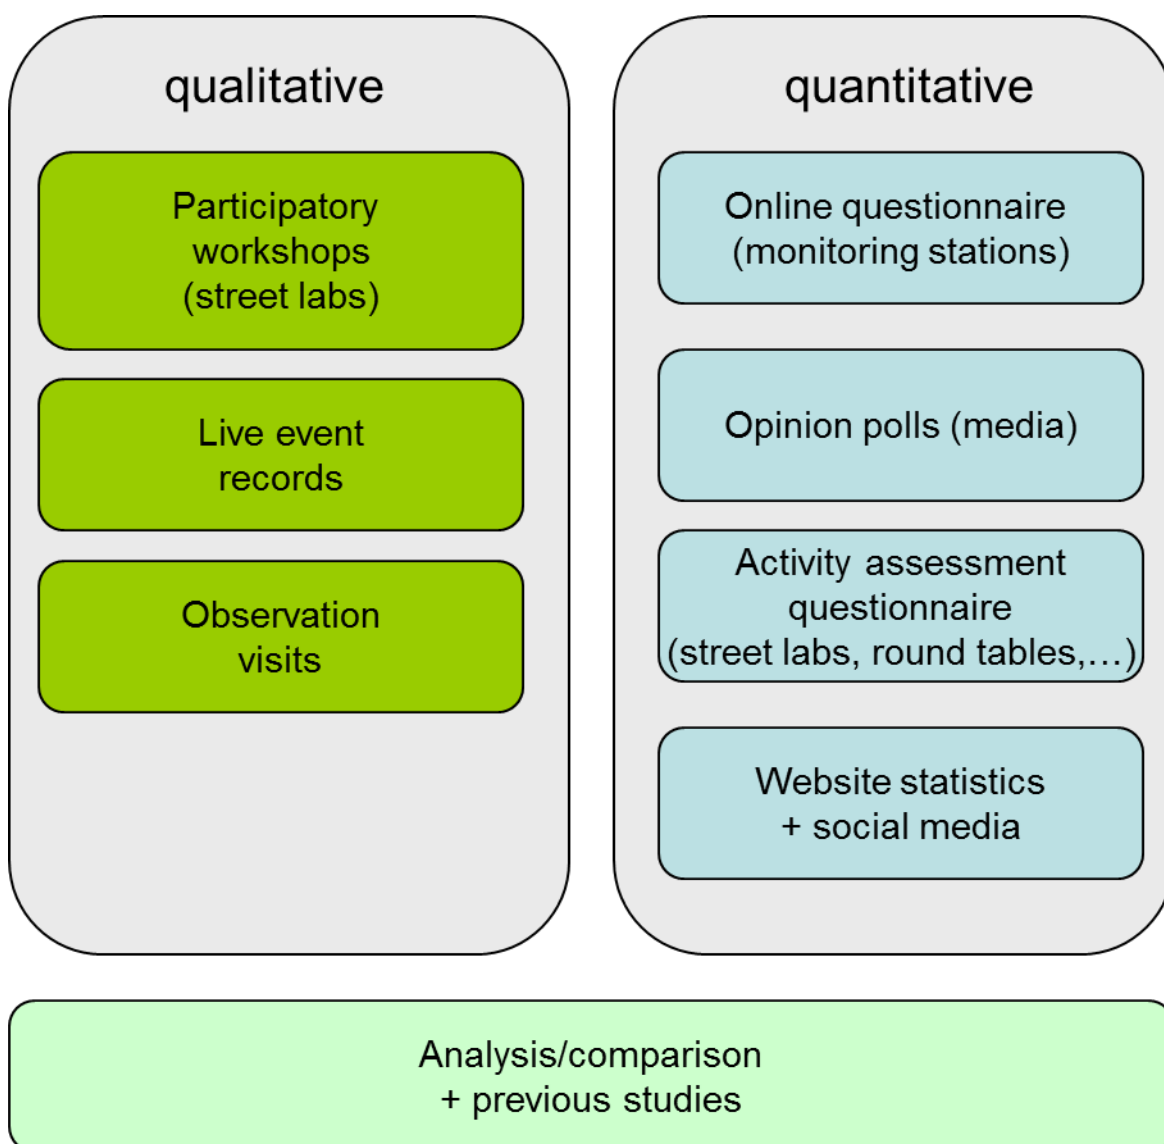 qualitative
Participatory
workshops
(street labs)
Live event
records
Observation
visits
quantitative
Online questionnaire
(monitoring stations)
Opinion polls (media)
Activity assessment
questionnaire
(street labs, round tables,...)
Website statistics
+ social media
Analysis/comparison
+ previous studies